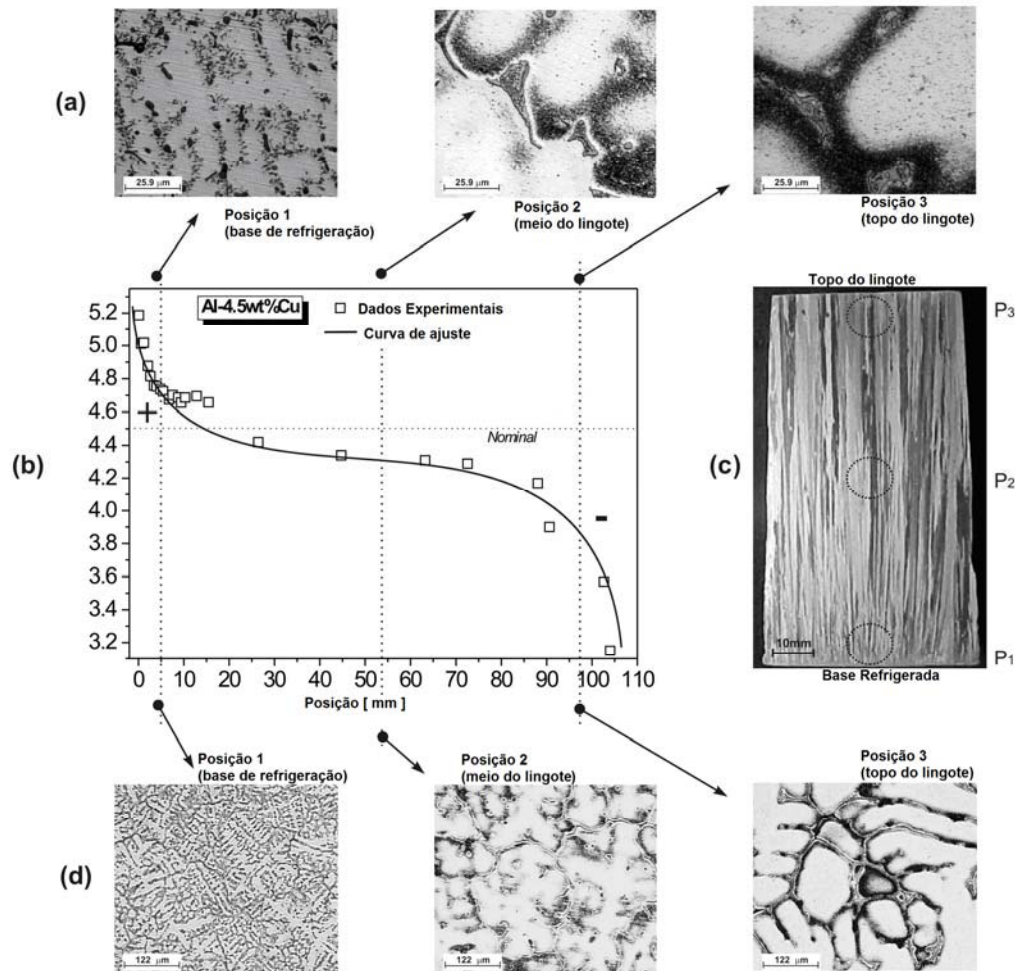 (a)
25.9 μm
25.9 μm
25.9 μm
Posição 1
(base de refrigeração)
Posição 2
(meio do lingote)
Posição 3
(topo do lingote)
(b)
5.2
5.0
4.8
4.6
4.4
4.2
4.0
3.8
3.6
3.4
3.2
Al-4.5wt%Cu
Dados Experimentais
Curva de ajuste
+
Nominal
-
0 10 20 30 40 50 60 70 80 90 100 110
Posição [ mm ]
Topo do lingote
P3
(c)
P2
10mm
P1
Base Refrigerada
Posição 1
(base de refrigeração)
Posição 2
(meio do lingote)
Posição 3
(topo do lingote)
(d)
122 μm
122 μm
122 μm